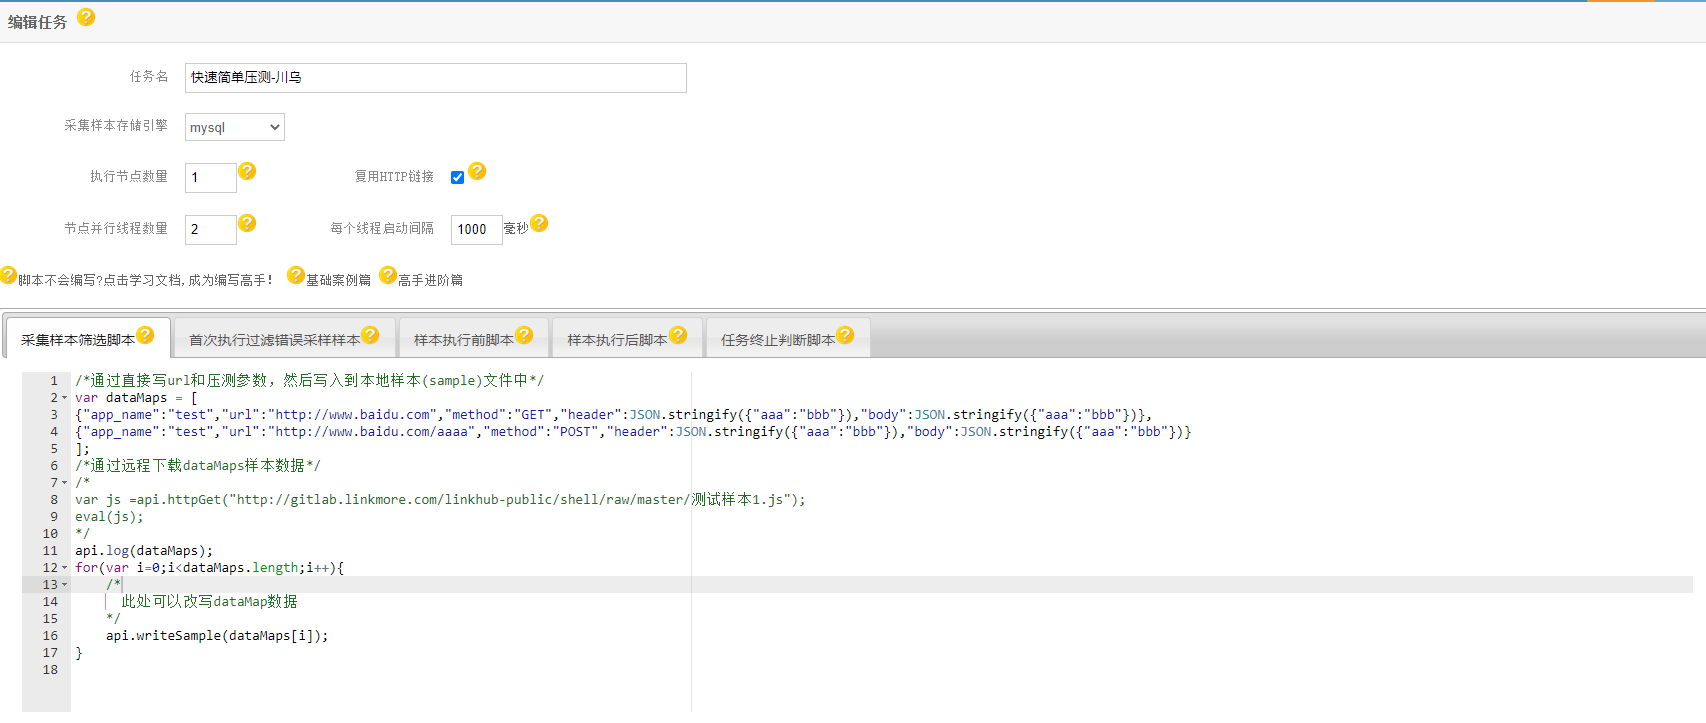 编辑任务
任务名 快速简单压测-川乌
采集样本存储引擎 mysql
执行节点数量 1 复用HTTP链接
节点并行线程数量 2 每个线程启动间隔 1000 毫秒
脚本不会编写?点击学习文档,成为编写高手! 基础案例篇 高手进阶篇
采集样本筛选脚本 首次执行过滤错误采样样本 样本执行前脚本 样本执行后脚本 任务终止判断脚本
1 /*通过直接写url和压测参数，然后写入到本地样本(sample)文件中*/
2 var dataMaps = [
3 {"app_name":"test","url":"http://www.baidu.com","method":"GET","header":JSON.stringify({"aaa":"bbb"}),"body":JSON.stringify({"aaa":"bbb"})},
4 {"app_name":"test","url":"http://www.baidu.com/aaaa","method":"POST","header":JSON.stringify({"aaa":"bbb"}),"body":JSON.stringify({"aaa":"bbb"})}
5 ];
6 /*通过远程下载dataMaps样本数据*/
7 /*
8 var js =api.httpGet("http://gitlab.linkmore.com/linkhub-public/shell/raw/master/测试样本1.js");
9 eval(js);
10 */
11 api.log(dataMaps);
12 for(var i=0;i<dataMaps.length;i++){
13 /*
14 此处可以改写dataMap数据
15 */
16 api.writeSample(dataMaps[i]);
17 }
18